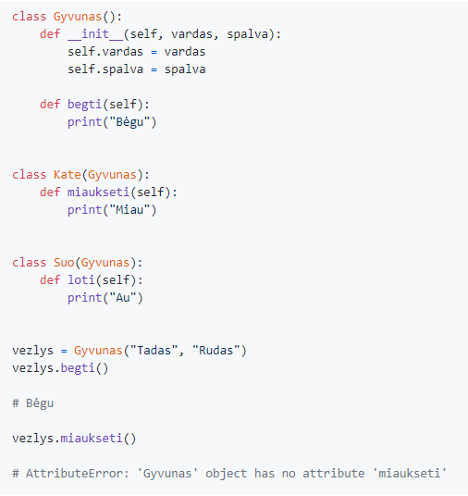 class Gyvunas():
    def __init__(self, vardas, spalva):
        self.vardas = vardas
        self.spalva = spalva
    def begti(self):
        print("Bėgu")
class Kate(Gyvunas):
    def miaukseti(self):
        print("Miau")
class Suo(Gyvunas):
    def loti(self):
        print("Au")
vezlys = Gyvunas("Tadas", "Rudas")
vezlys.begti()
# Bėgu
vezlys.miaukseti()
# AttributeError: 'Gyvunas' object has no attribute 'miaukseti'